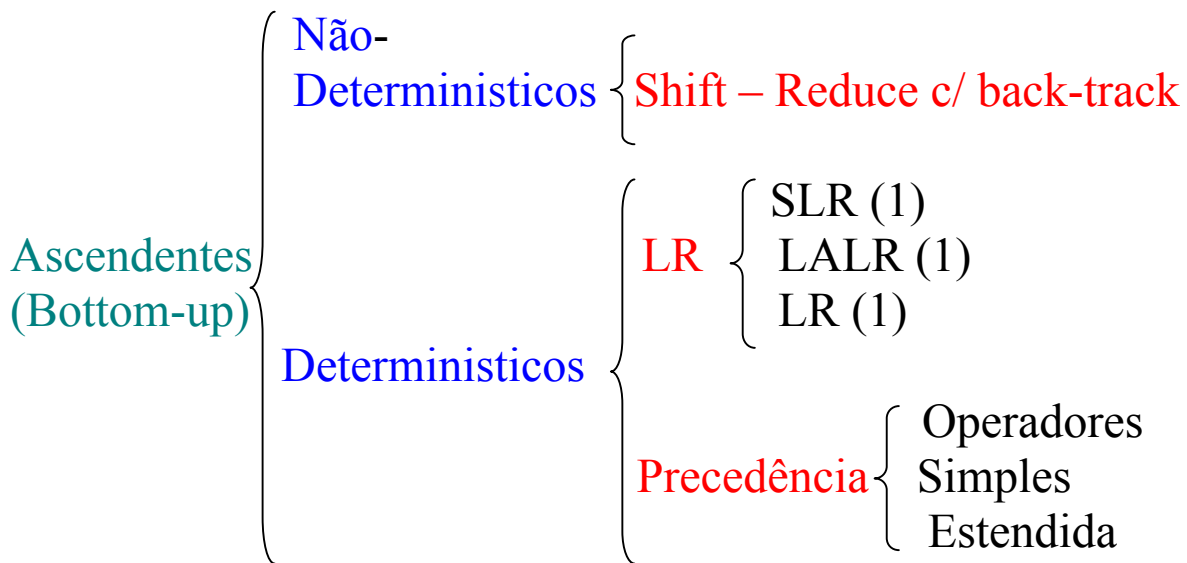 Não-
Deterministicos
Shift – Reduce c/ back-track
Ascendentes
(Bottom-up)
Deterministicos
LR
SLR (1)
LALR (1)
LR (1)
Precedência
Operadores
Simples
Estendida